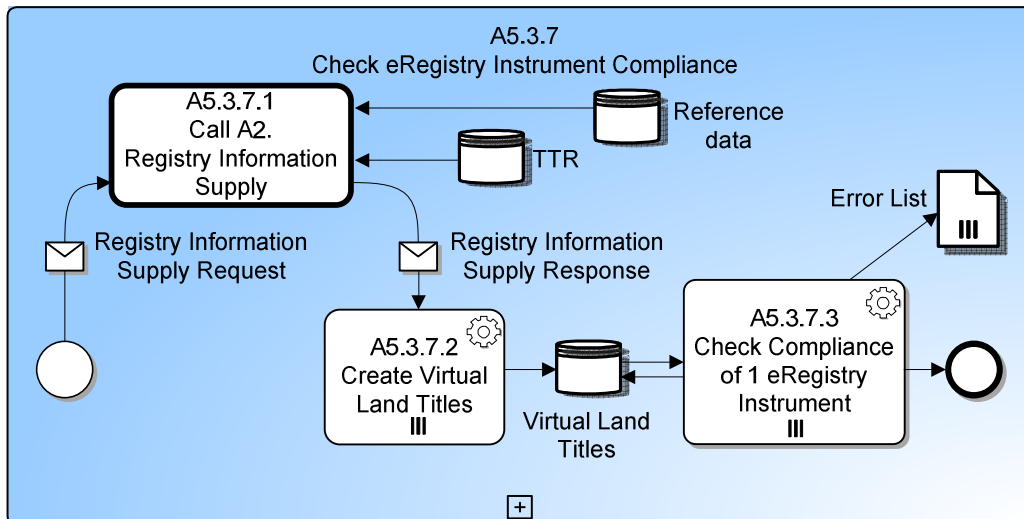 A5.3.7
Check eRegistry Instrument Compliance
A5.3.7.1
Call A2.
Registry Information
Supply
Reference
data
TTR
Error List
Registry Information
Supply Request
Registry Information
Supply Response
A5.3.7.2
Create Virtual
Land Titles
Virtual Land
Titles
A5.3.7.3
Check Compliance
of 1 eRegistry
Instrument